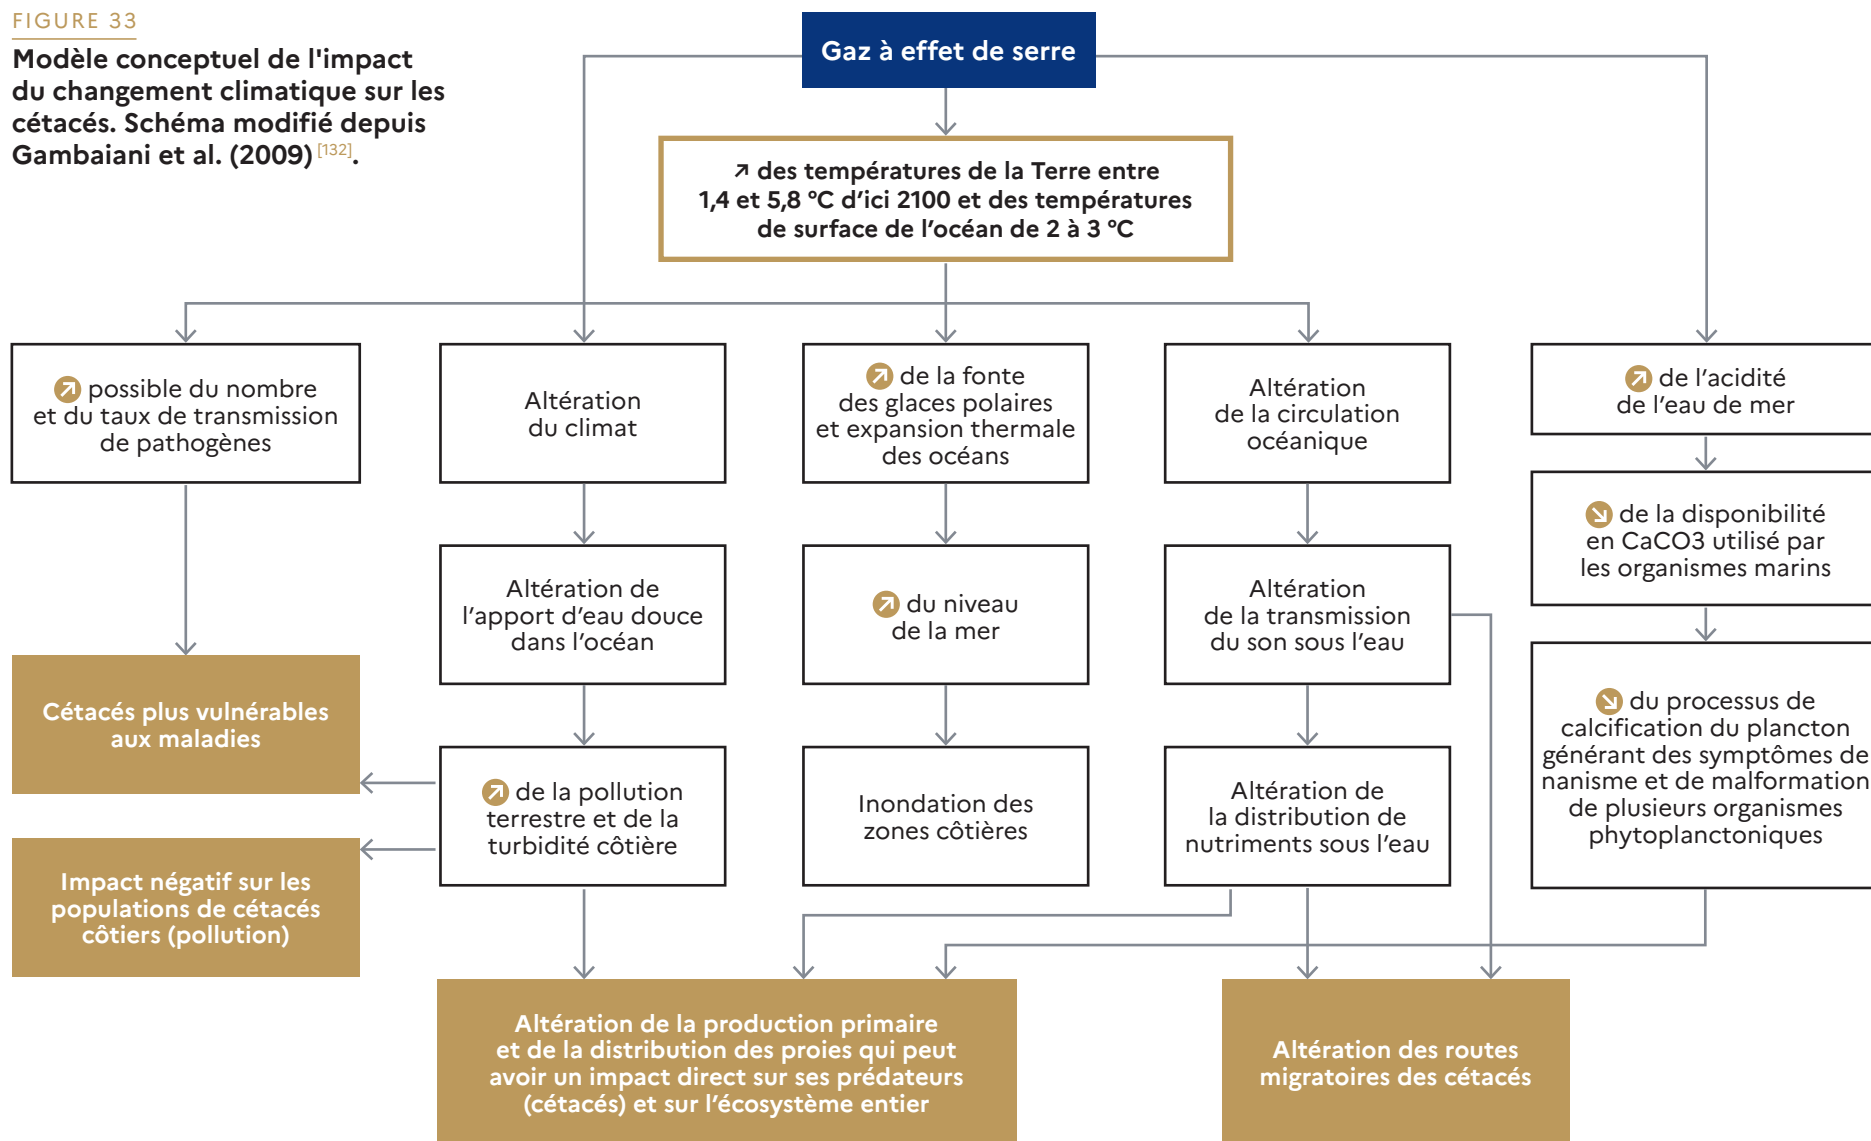 FIGURE 33
Modèle conceptuel de l'impact
du changement climatique sur les
cétacés. Schéma modifié depuis
Gambaiani et al. (2009) [132].
Gaz à effet de serre
↗ des températures de la Terre entre
1,4 et 5,8 °C d’ici 2100 et des températures
de surface de l’océan de 2 à 3 °C
↗ possible du nombre
et du taux de transmission
de pathogènes
Altération
du climat
↗ de la fonte
des glaces polaires
et expansion thermale
des océans
Altération
de la circulation
océanique
↗ de l’acidité
de l’eau de mer
↘ de la disponibilité
en CaCO3 utilisé par
les organismes marins
Altération de
l’apport d’eau douce
dans l’océan
↗ du niveau
de la mer
Altération
de la transmission
du son sous l’eau
Cétacés plus vulnérables
aux maladies
↘ du processus de
calcification du plancton
générant des symptômes de
nanisme et de malformation
de plusieurs organismes
phytoplanctoniques
↗ de la pollution
terrestre et de la
turbidité côtière
Inondation des
zones côtières
Altération de
la distribution de
nutriments sous l’eau
Impact négatif sur les
populations de cétacés
côtiers (pollution)
Altération de la production primaire
et de la distribution des proies qui peut
avoir un impact direct sur ses prédateurs
(cétacés) et sur l’écosystème entier
Altération des routes
migratoires des cétacés